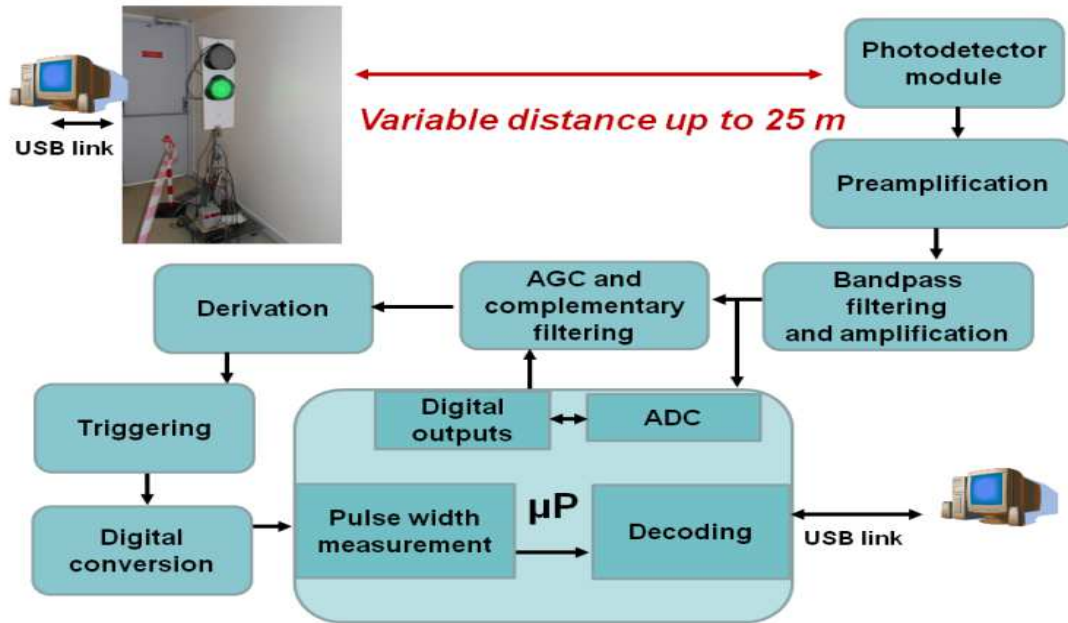 Photodetector
module
USB link
Variable distance up to 25 m
Preamplification
Bandpass
filtering
and amplification
AGC and
complementary
filtering
Derivation
Triggering
Digital
conversion
Digital
outputs
ADC
Pulse width
measurement
µP
Decoding
USB link